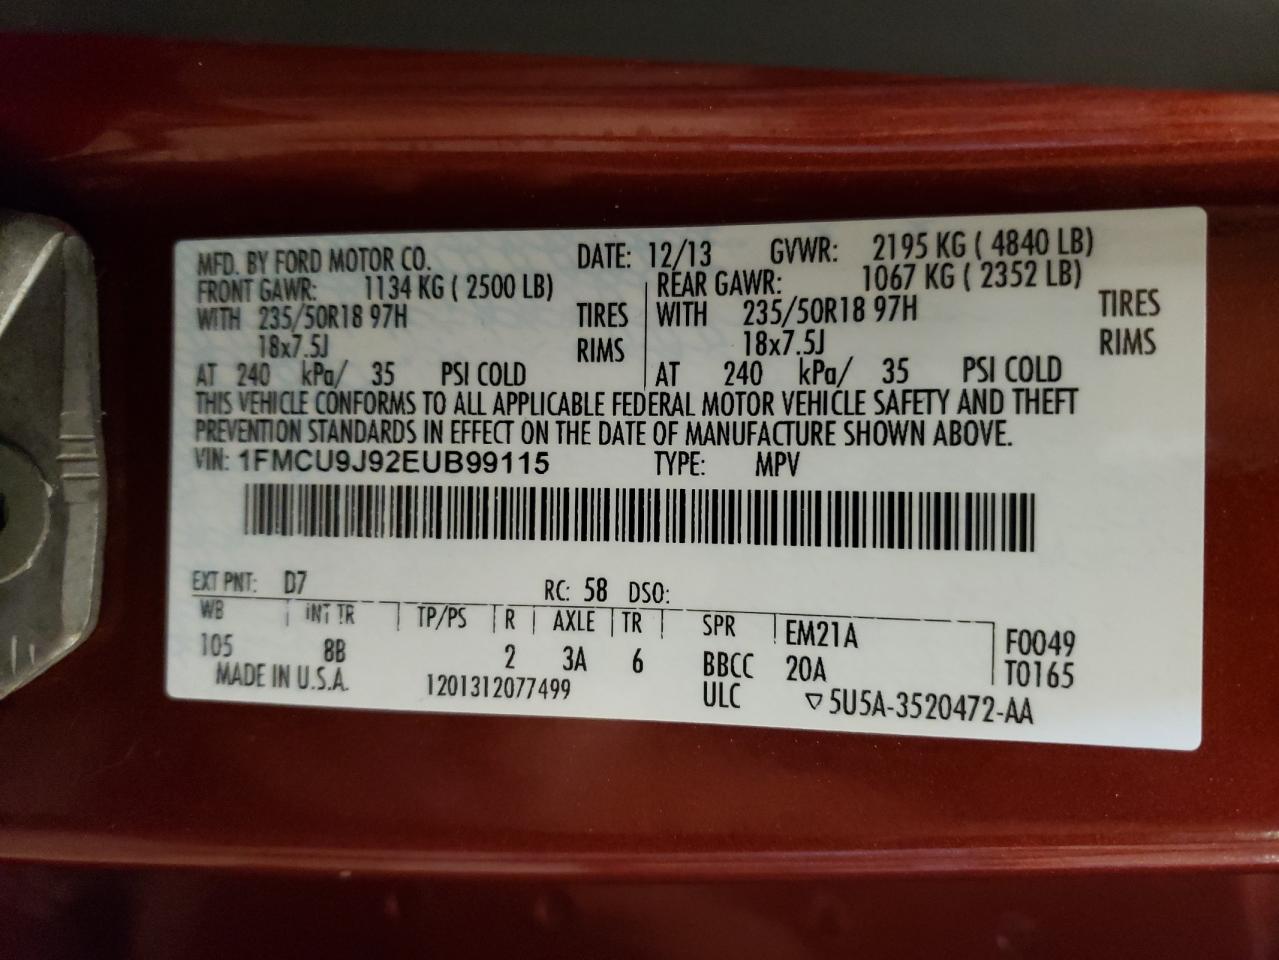 MFD. BY FORD MOTOR CO. DATE: 12/13 GVWR: 2195 KG ( 4840 LB)
FRONT GAWR: 1134 KG ( 2500 LB) REAR GAWR: 1067 KG ( 2352 LB)
WITH 235/50R18 97H TIRES WITH 235/50R18 97H TIRES
18x7.5J RIMS 18x7.5J RIMS
AT 240 kPa/ 35 PSI COLD AT 240 kPa/ 35 PSI COLD
THIS VEHICLE CONFORMS TO ALL APPLICABLE FEDERAL MOTOR VEHICLE SAFETY AND THEFT
PREVENTION STANDARDS IN EFFECT ON THE DATE OF MANUFACTURE SHOWN ABOVE.
VIN: 1FMCU9J92EUB99115 TYPE: MPV
EXT PNT: D7 RC: 58 DSO:
WB INT TR TP/PS R AXLE TR SPR EM21A F0049
105 8B 2 3A 6 BBCC 20A T0165
MADE IN U.S.A. 1201312077499 ULC ▽5U5A-3520472-AA